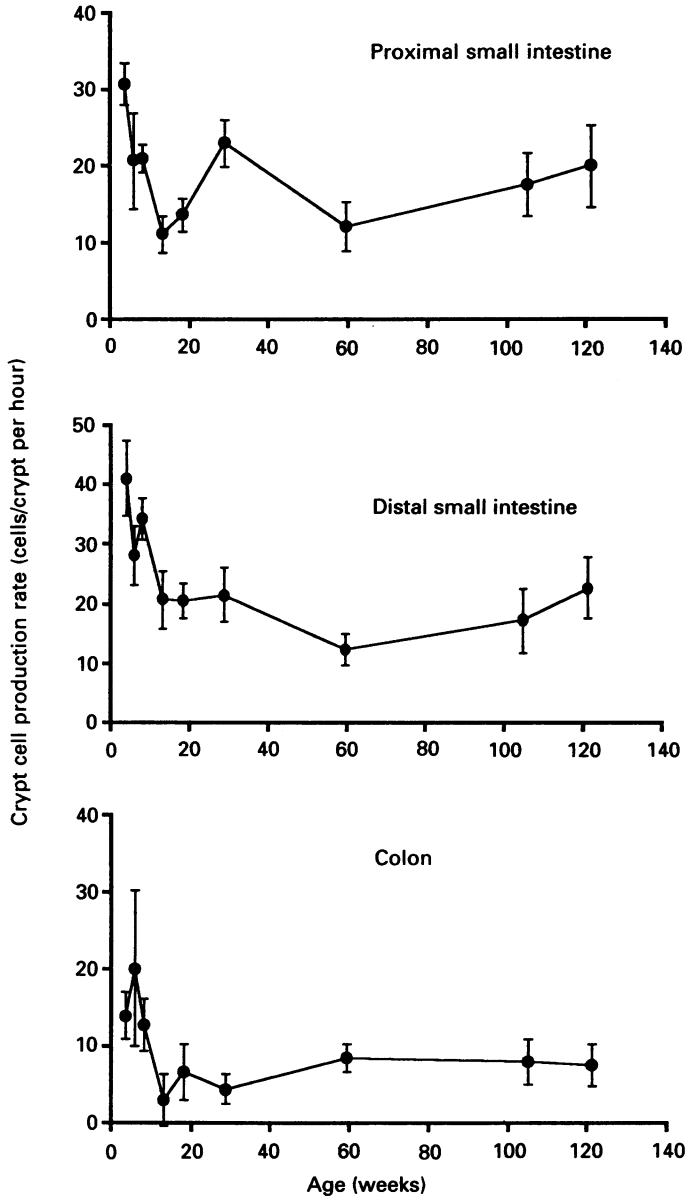 Crypt cell production rate (cells/crypt per hour)
40
Proximal small intestine
30
20
10
0
0 20 40 60 80 100 120 140
50
40
Distal small intestine
30
20
10
0
0 20 40 60 80 100 120 140
40
Colon
30
20
10
0
0 20 40 60 80 100 120 140
Age (weeks)